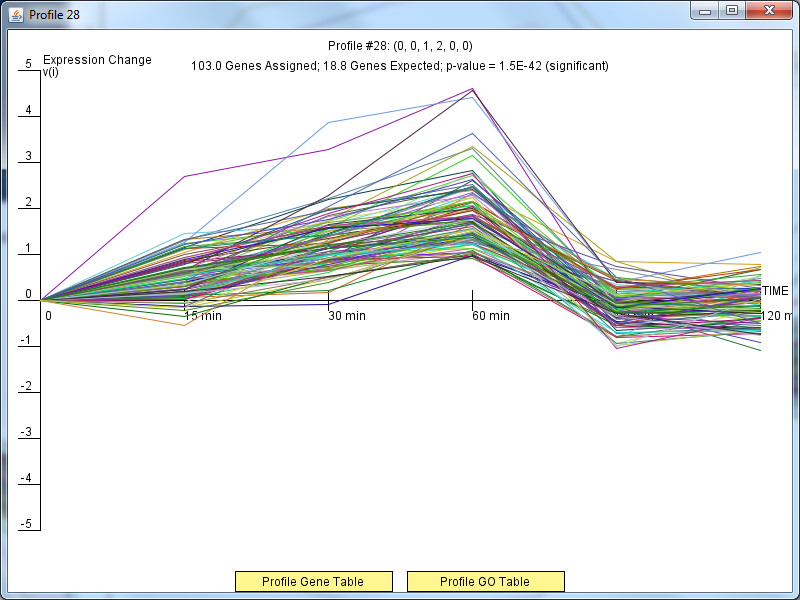 Profile 28
Profile #28: (0, 0, 1, 2, 0, 0)
103.0 Genes Assigned; 18.8 Genes Expected; p-value = 1.5E-42 (significant)
Expression Change
v(i)
5
4
3
2
1
0
-1
-2
-3
-4
-5
0
15 min
30 min
60 min
120 m
TIME
Profile Gene Table
Profile GO Table